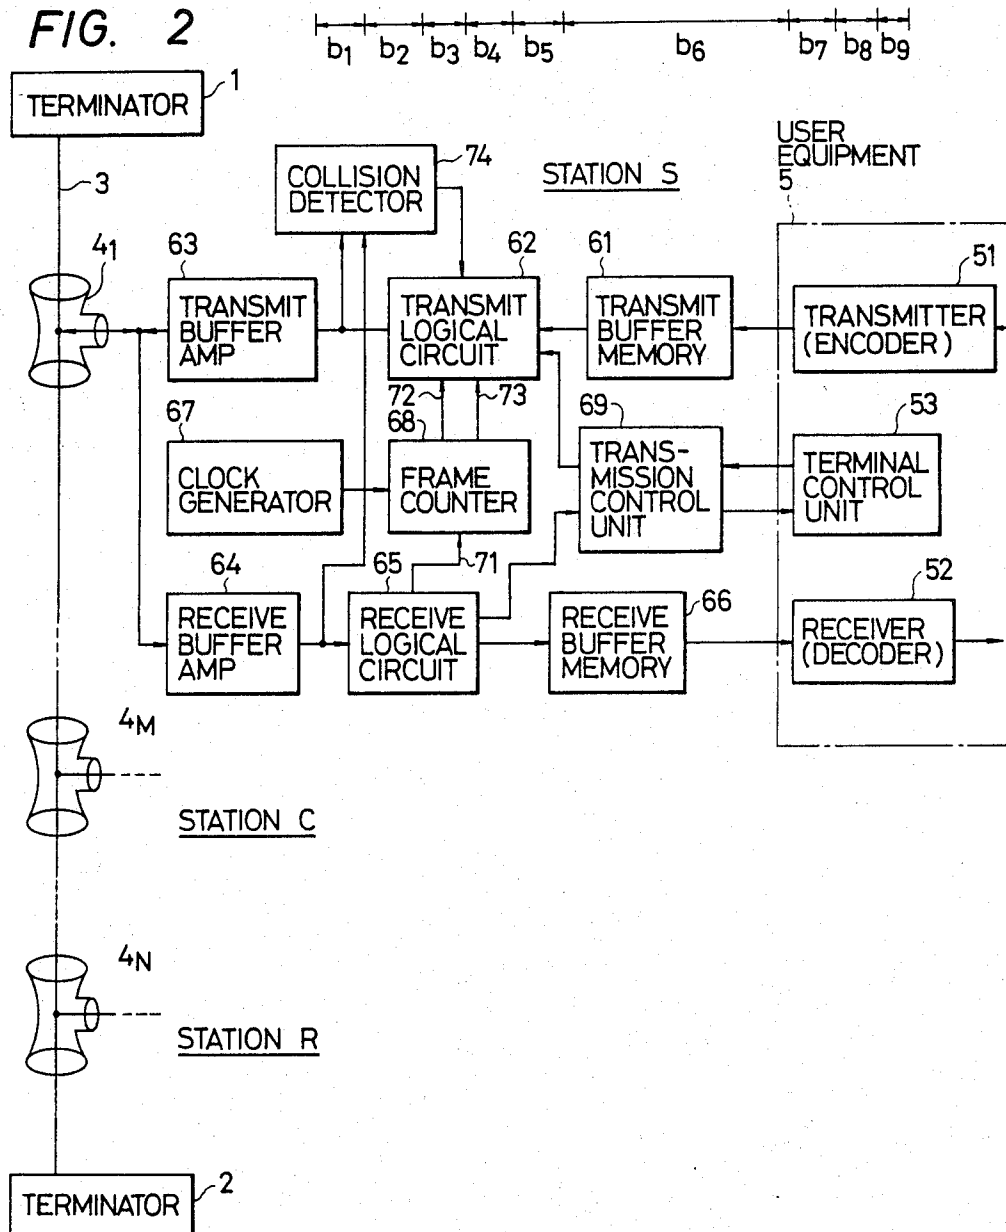 FIG. 2
b1 b2 b3 b4 b5 b6 b7 b8 b9
TERMINATOR
1
3
COLLISION
DETECTOR
74
STATION S
USER
EQUIPMENT
5
41
63
TRANSMIT
BUFFER
AMP
62
TRANSMIT
LOGICAL
CIRCUIT
61
TRANSMIT
BUFFER
MEMORY
51
TRANSMITTER
(ENCODER)
72
73
67
CLOCK
GENERATOR
68
FRAME
COUNTER
69
TRANS-
MISSION
CONTROL
UNIT
53
TERMINAL
CONTROL
UNIT
71
64
RECEIVE
BUFFER
AMP
65
RECEIVE
LOGICAL
CIRCUIT
66
RECEIVE
BUFFER
MEMORY
52
RECEIVER
(DECODER)
4M
STATION C
4N
STATION R
TERMINATOR
2